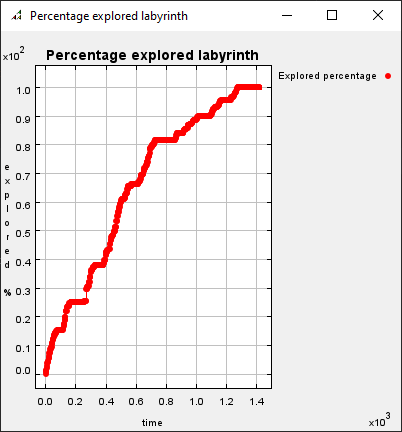 Percentage explored labyrinth
x10²
Percentage explored labyrinth
Explored percentage
explored %
1.0
0.9
0.8
0.7
0.6
0.5
0.4
0.3
0.2
0.1
0.0
0.0 0.2 0.4 0.6 0.8 1.0 1.2 1.4
time
x10³